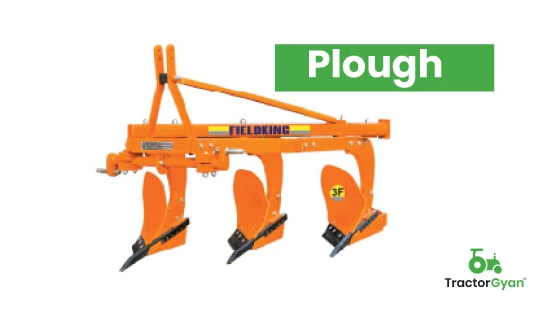 Plough
FIELDKING
3F
TractorGyan